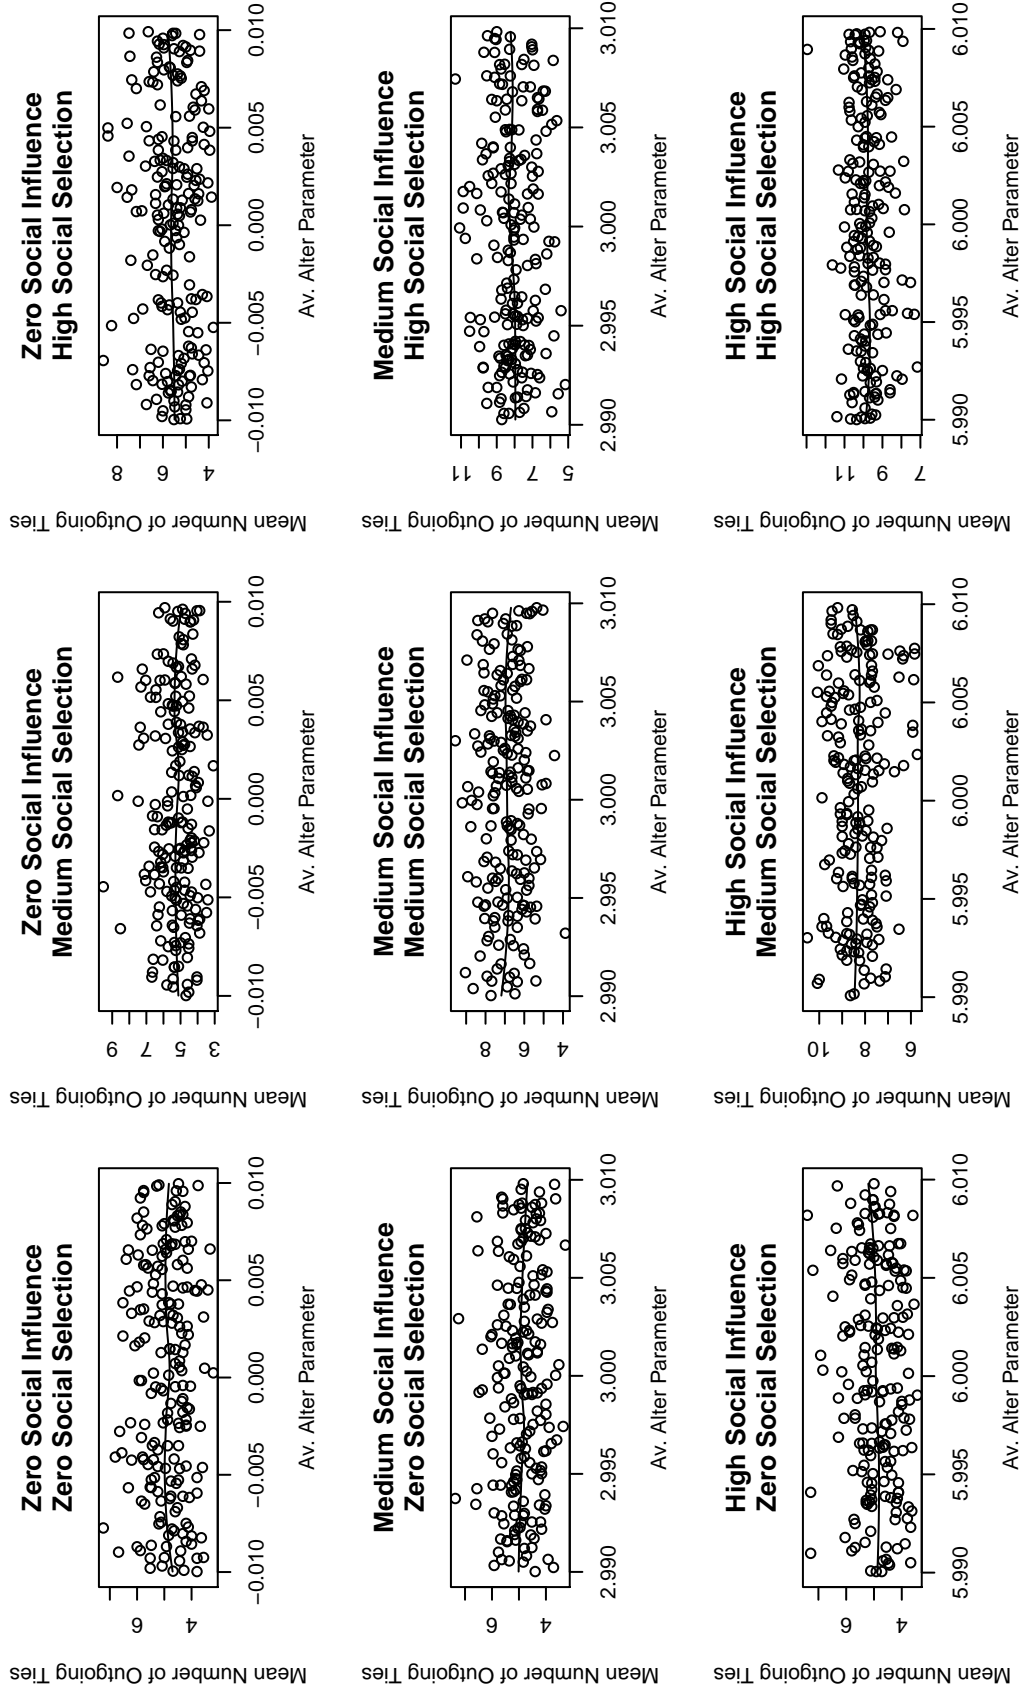 Zero Social Influence
Zero Social Selection
Mean Number of Outgoing Ties
6
4
−0.010 −0.005 0.000 0.005 0.010
Av. Alter Parameter
Zero Social Influence
Medium Social Selection
Mean Number of Outgoing Ties
9
7
5
3
−0.010 −0.005 0.000 0.005 0.010
Av. Alter Parameter
Zero Social Influence
High Social Selection
Mean Number of Outgoing Ties
8
6
4
−0.010 −0.005 0.000 0.005 0.010
Av. Alter Parameter
Medium Social Influence
Zero Social Selection
Mean Number of Outgoing Ties
6
4
2.990 2.995 3.000 3.005 3.010
Av. Alter Parameter
Medium Social Influence
Medium Social Selection
Mean Number of Outgoing Ties
8
6
4
2.990 2.995 3.000 3.005 3.010
Av. Alter Parameter
Medium Social Influence
High Social Selection
Mean Number of Outgoing Ties
11
9
7
5
2.990 2.995 3.000 3.005 3.010
Av. Alter Parameter
High Social Influence
Zero Social Selection
Mean Number of Outgoing Ties
6
4
5.990 5.995 6.000 6.005 6.010
Av. Alter Parameter
High Social Influence
Medium Social Selection
Mean Number of Outgoing Ties
10
8
6
5.990 5.995 6.000 6.005 6.010
Av. Alter Parameter
High Social Influence
High Social Selection
Mean Number of Outgoing Ties
11
9
7
5.990 5.995 6.000 6.005 6.010
Av. Alter Parameter